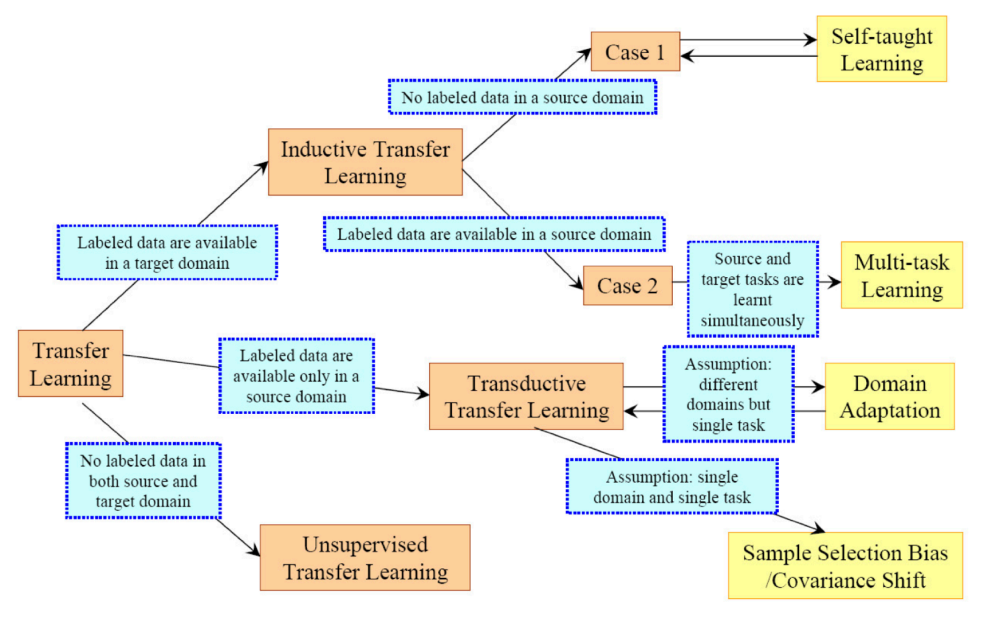 Self-taught
Learning
Case 1
No labeled data in a source domain
Inductive Transfer
Learning
Labeled data are available
in a target domain
Labeled data are available in a source domain
Case 2
Source and
target tasks are
learnt
simultaneously
Multi-task
Learning
Transfer
Learning
Labeled data are
available only in a
source domain
Transductive
Transfer Learning
Assumption:
different
domains but
single task
Domain
Adaptation
No labeled data in
both source and
target domain
Assumption: single
domain and single task
Unsupervised
Transfer Learning
Sample Selection Bias
/Covariance Shift